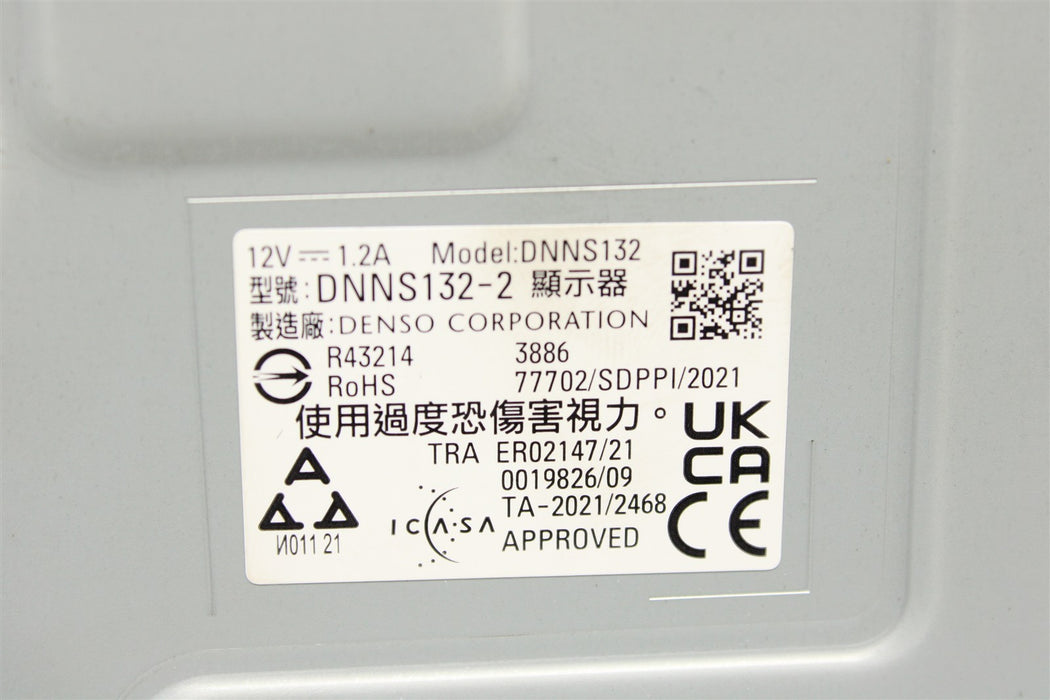 12V ⎓ 1.2A Model:DNNS132
型號:DNNS132-2 顯示器
製造廠:DENSO CORPORATION
R43214 3886
RoHS 77702/SDPPI/2021
使用過度恐傷害視力。
UK
CA
TRA ER02147/21
0019826/09
TA-2021/2468
ICASA
APPROVED
CE
И011 21